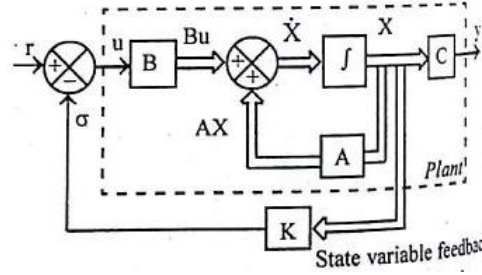 r
+
−
u
B
Bu
+
+
Ẋ
∫
X
C
y
σ
AX
A
Plant
K
State variable feedbac